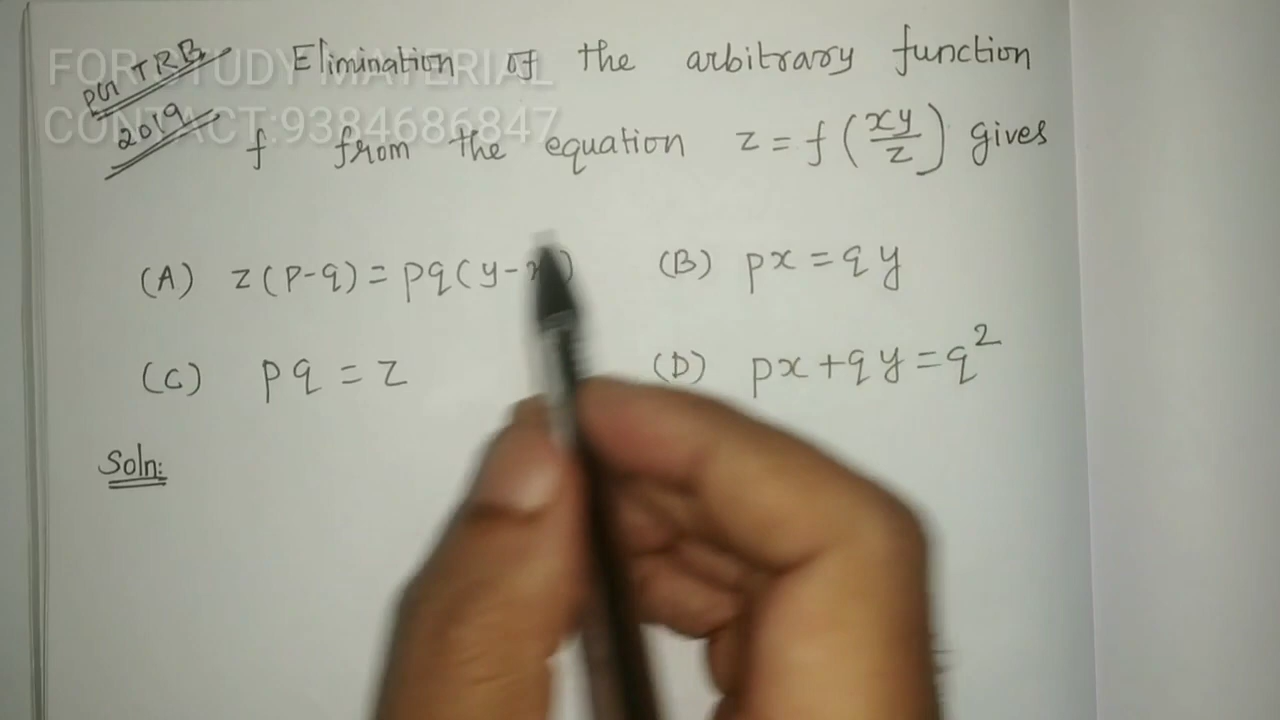 FOR STUDY MATERIAL
CONTACT:9384686847
PG TRB
2019
Elimination of the arbitrary function
f from the equation z = f (xy/z) gives
(A) z(p-q) = pq(y-x) (B) px = qy
(C) pq = z (D) px + qy = q²
Soln: